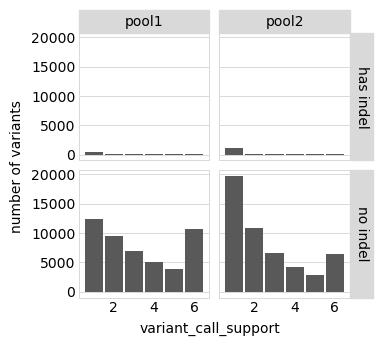 pool1 pool2
20000
15000
10000
5000
0
has indel
20000
15000
10000
5000
0
no indel
number of variants
2 4 6 2 4 6
variant_call_support